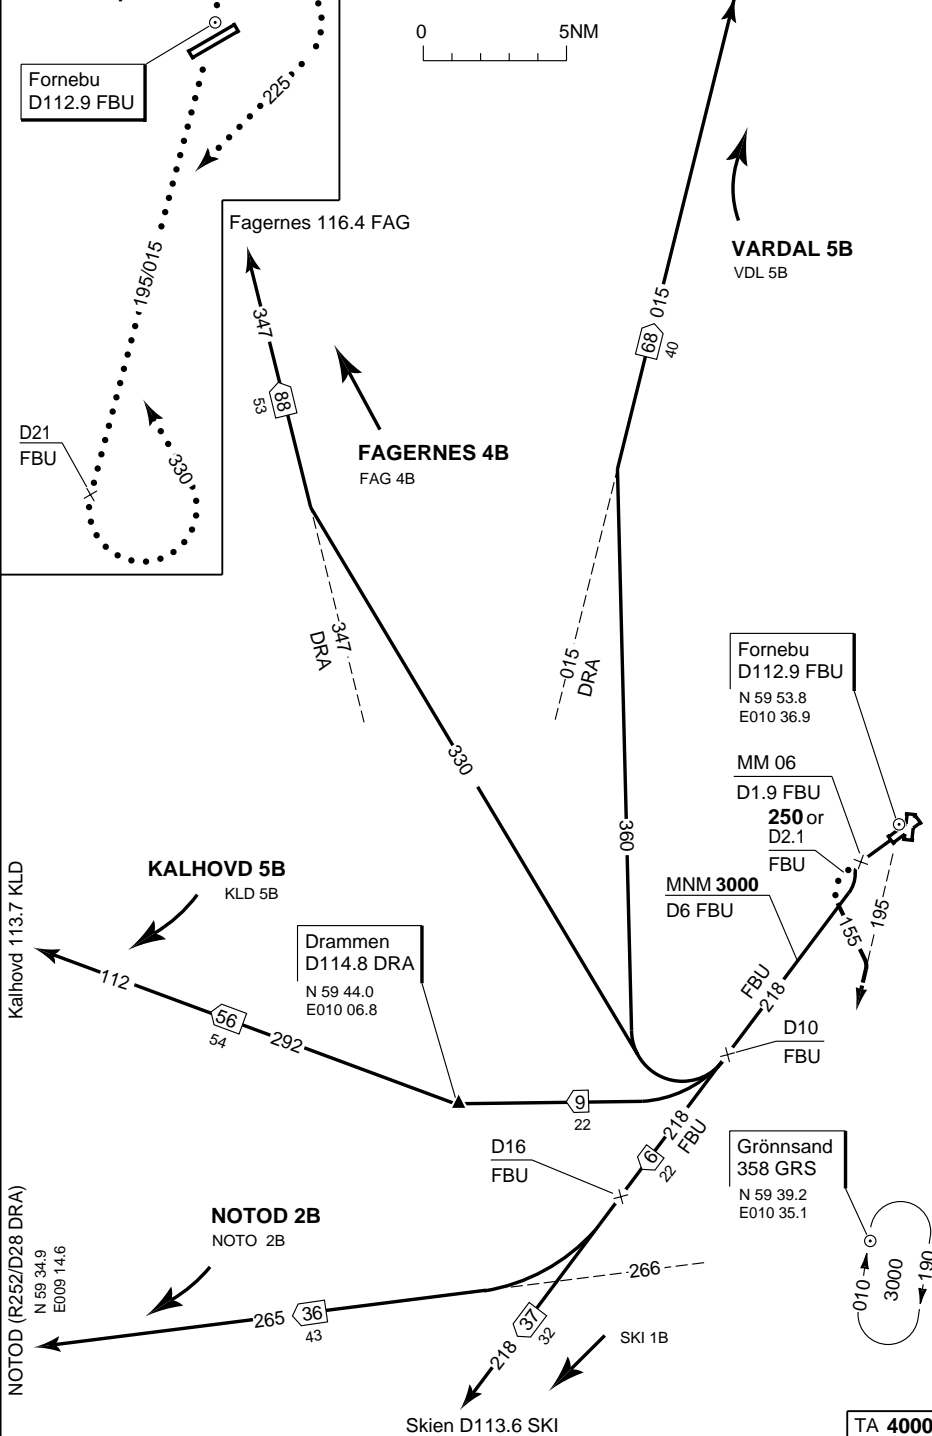 0 5NM
Fornebu
D112.9 FBU
225
195/015
D21
FBU
330
Fagernes 116.4 FAG
347
88
53
FAGERNES 4B
FAG 4B
347
DRA
330
VARDAL 5B
VDL 5B
015
68
40
015
DRA
360
Fornebu
D112.9 FBU
N 59 53.8
E010 36.9
MM 06
D1.9 FBU
250 or
D2.1
FBU
MNM 3000
D6 FBU
155
195
FBU
218
D10
FBU
KALHOVD 5B
KLD 5B
Kalhovd 113.7 KLD
112
56
54
292
Drammen
D114.8 DRA
N 59 44.0
E010 06.8
9
22
218
FBU
6
22
D16
FBU
Grönnsand
358 GRS
N 59 39.2
E010 35.1
010
3000
190
NOTOD 2B
NOTO 2B
NOTOD (R252/D28 DRA)
N 59 34.9
E009 14.6
265
36
43
266
37
32
218
SKI 1B
Skien D113.6 SKI
TA 4000